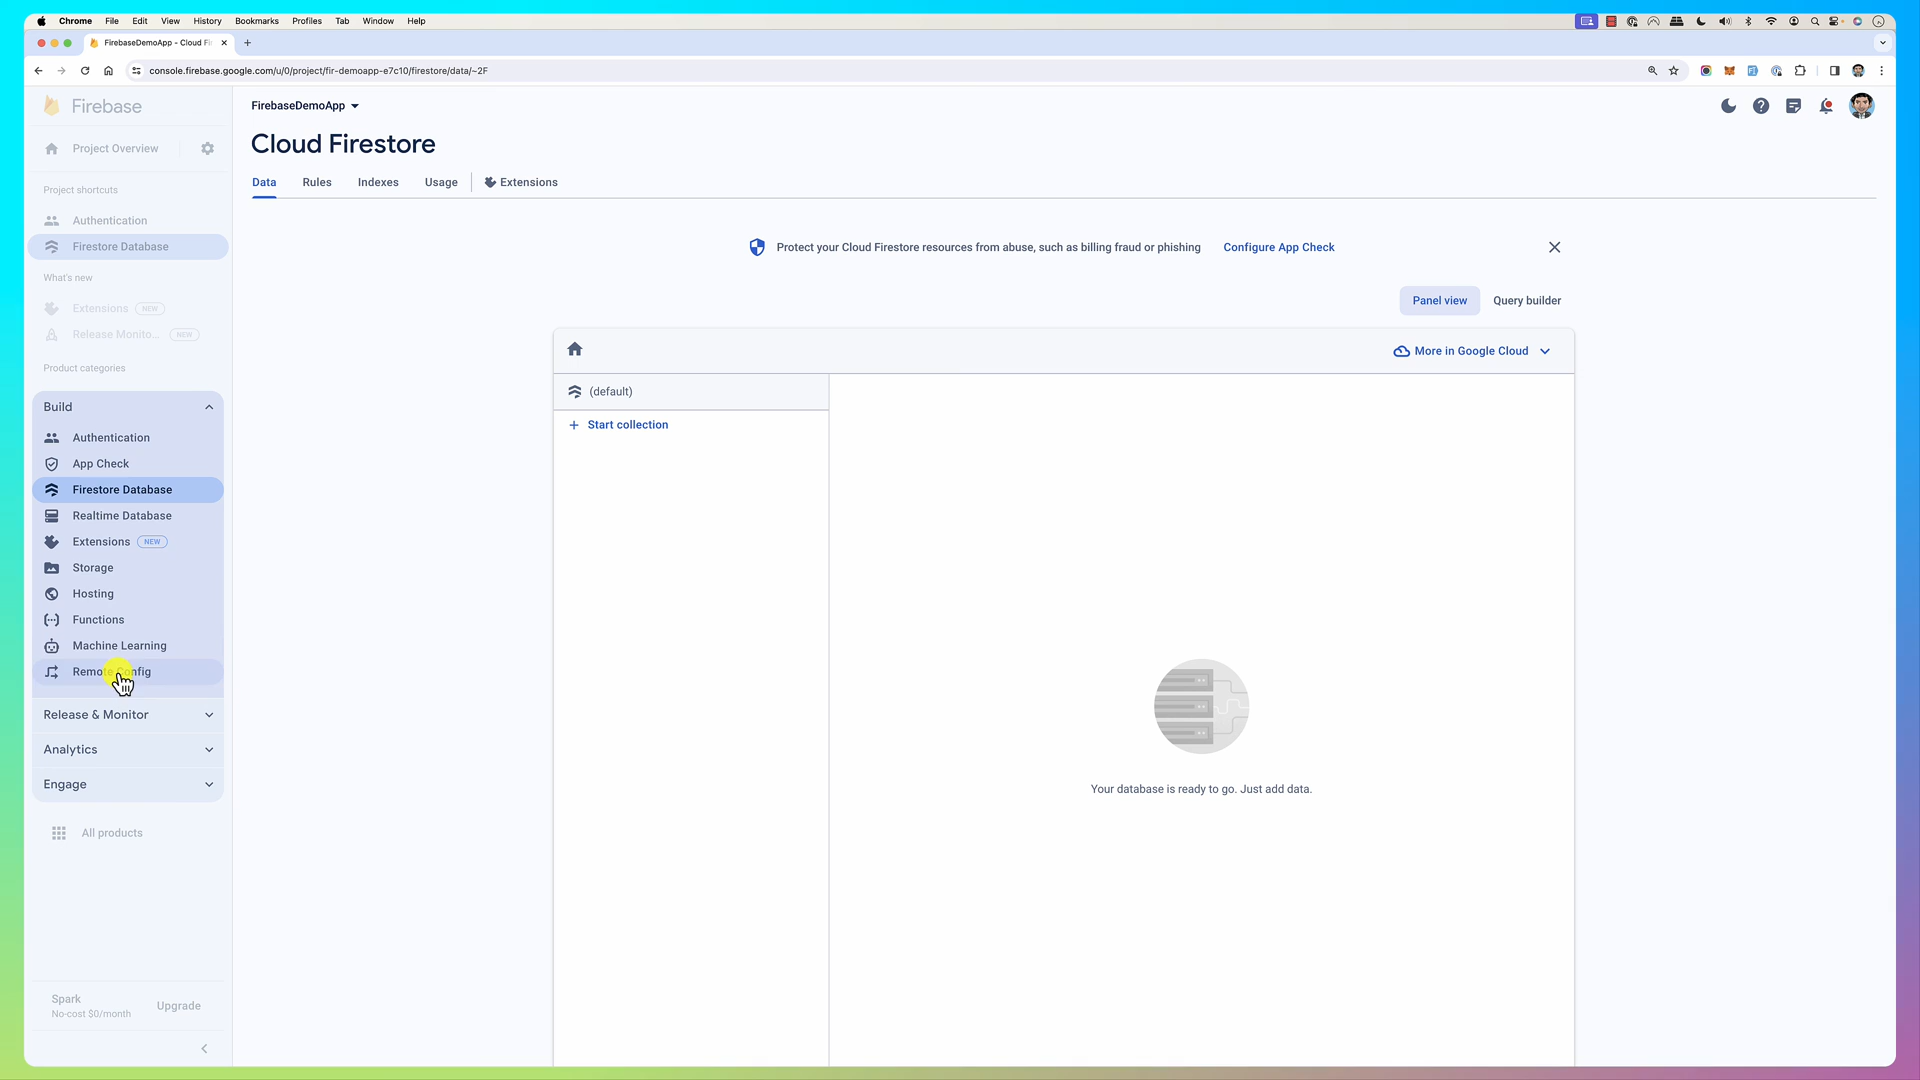 Chrome File Edit View History Bookmarks Profiles Tab Window Help
FirebaseDemoApp - Cloud Fi
console.firebase.google.com/u/0/project/fir-demoapp-e7c10/firestore/data/~2F
Firebase
Project Overview
Project shortcuts
Authentication
Firestore Database
What's new
Extensions NEW
Release Monito... NEW
Product categories
Build
Authentication
App Check
Firestore Database
Realtime Database
Extensions NEW
Storage
Hosting
Functions
Machine Learning
Remote Config
Release & Monitor
Analytics
Engage
All products
Spark
No-cost $0/month
Upgrade
FirebaseDemoApp
Cloud Firestore
Data Rules Indexes Usage Extensions
Protect your Cloud Firestore resources from abuse, such as billing fraud or phishing Configure App Check
Panel view Query builder
More in Google Cloud
(default)
+ Start collection
Your database is ready to go. Just add data.